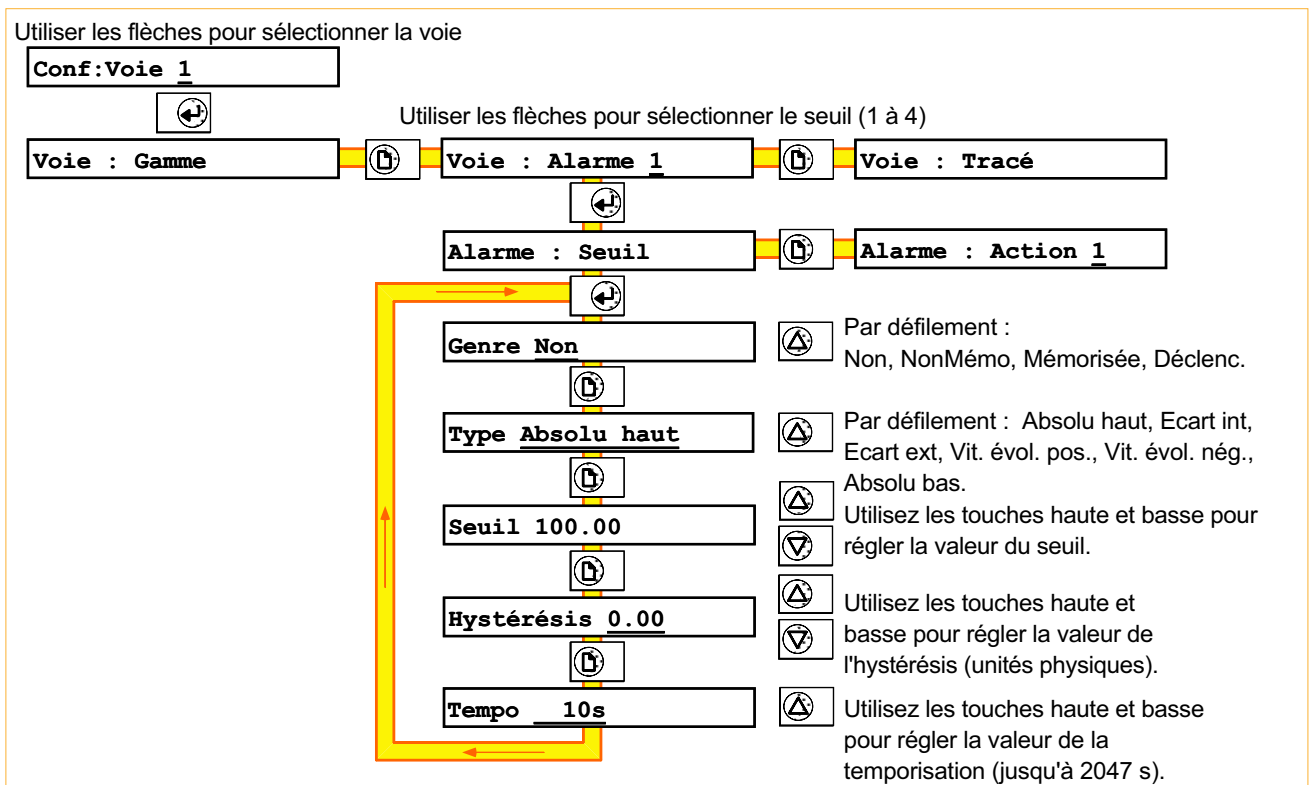 Utiliser les flèches pour sélectionner la voie
Conf:Voie 1
Utiliser les flèches pour sélectionner le seuil (1 à 4)
Voie : Gamme
Voie : Alarme 1
Voie : Tracé
Alarme : Seuil
Alarme : Action 1
Genre Non
Par défilement :
Non, NonMémo, Mémorisée, Déclenc.
Type Absolu haut
Par défilement : Absolu haut, Ecart int,
Ecart ext, Vit. évol. pos., Vit. évol. nég.,
Absolu bas.
Seuil 100.00
Utilisez les touches haute et basse pour
régler la valeur du seuil.
Hystérésis 0.00
Utilisez les touches haute et
basse pour régler la valeur de
l'hystérésis (unités physiques).
Tempo 10s
Utilisez les touches haute et basse
pour régler la valeur de la
temporisation (jusqu'à 2047 s).